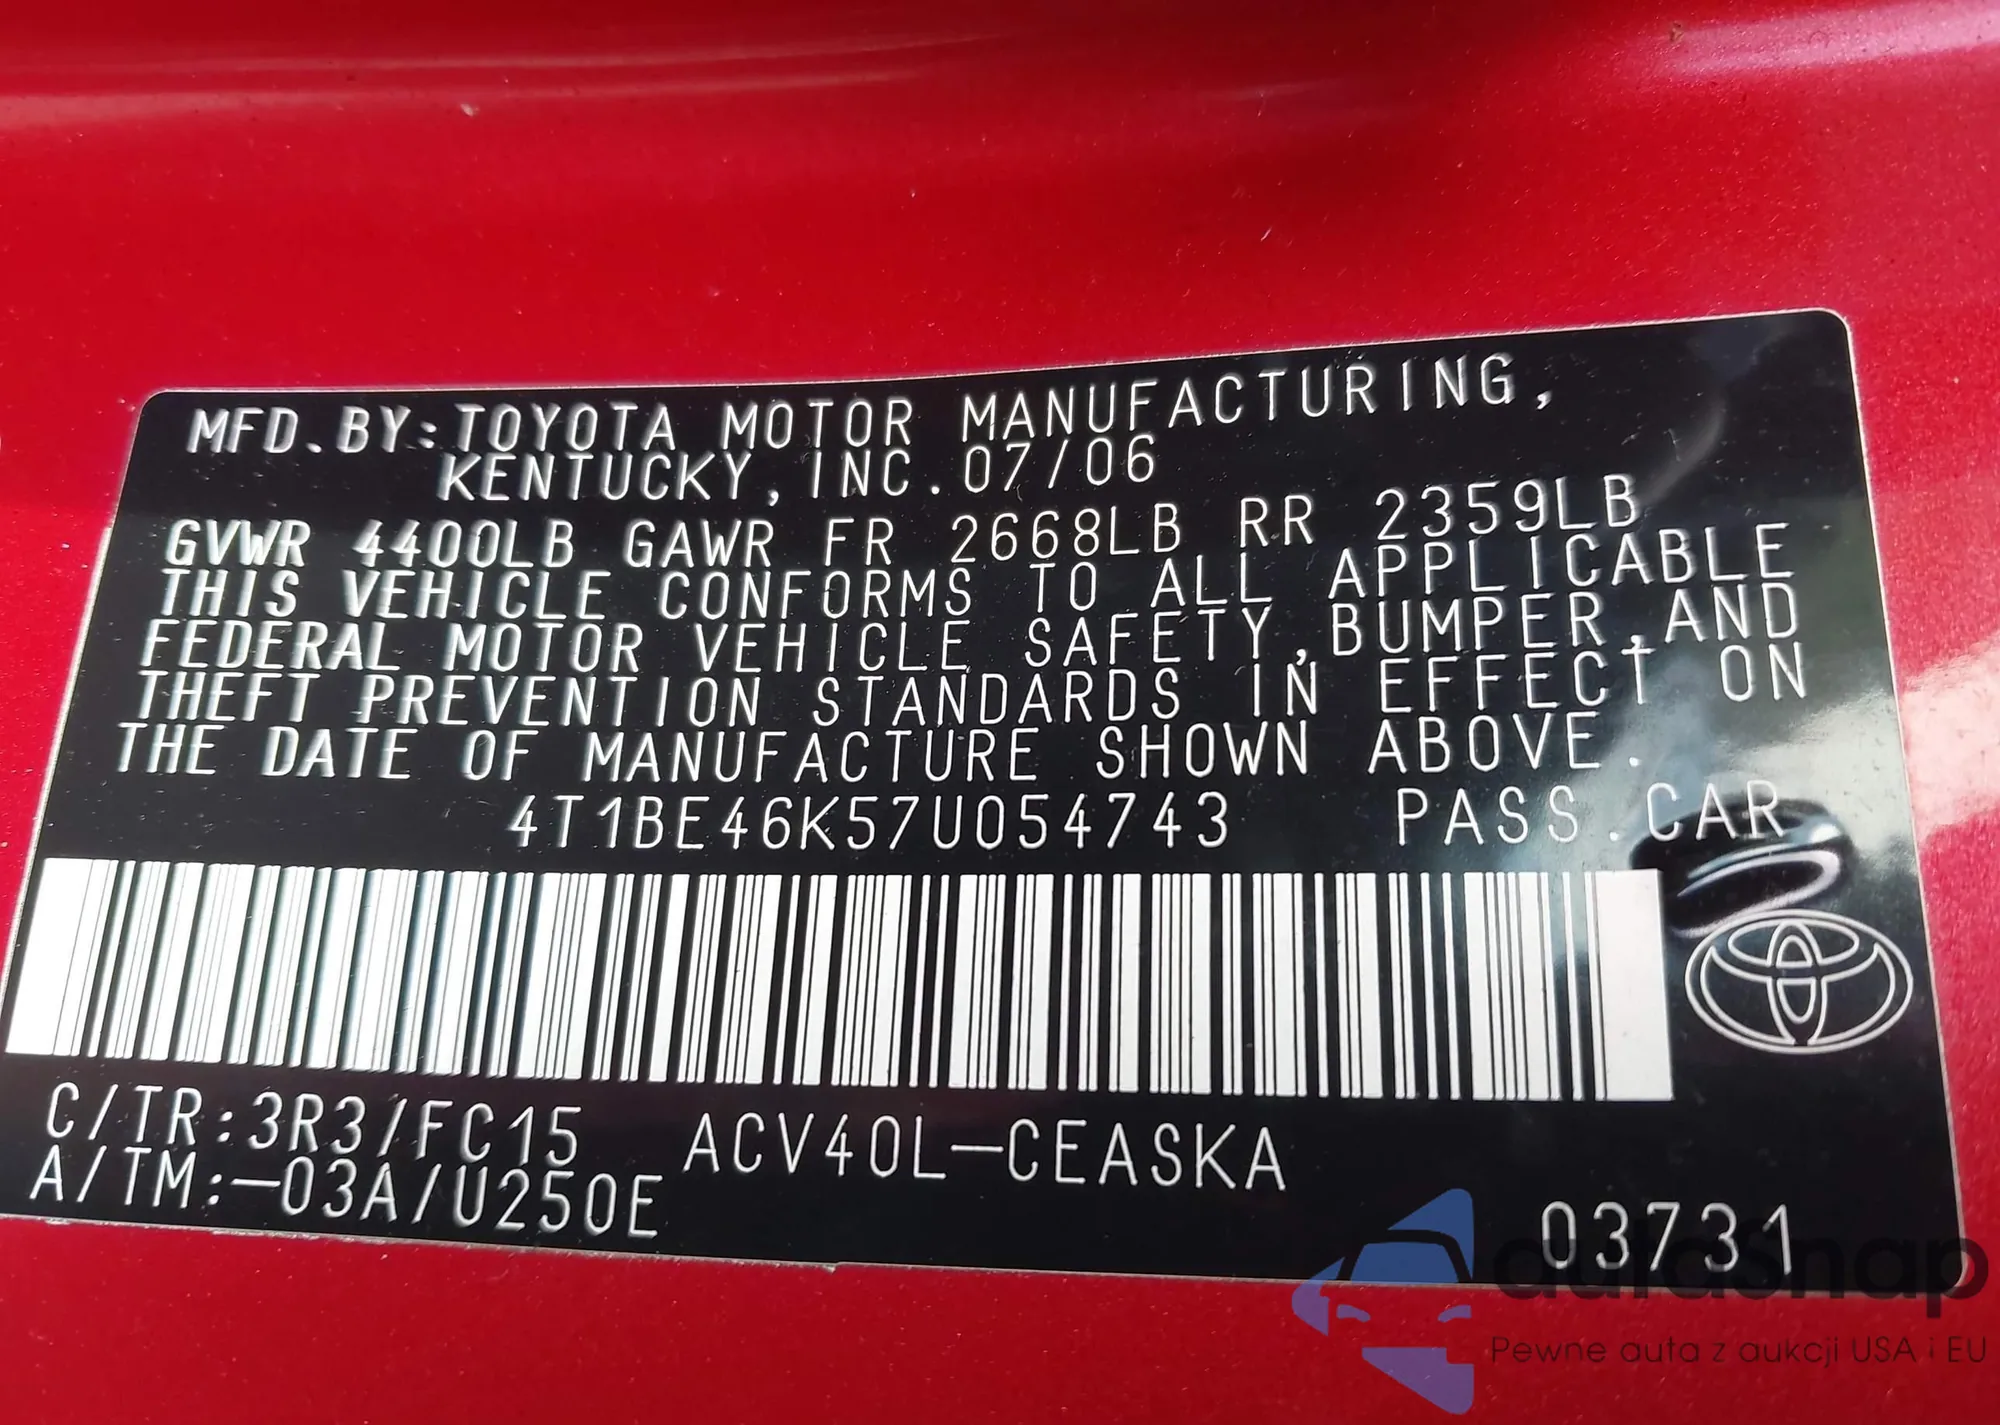 MFD.BY:TOYOTA MOTOR MANUFACTURING,
KENTUCKY,INC.07/06
GVWR 4400LB GAWR FR 2668LB RR 2359LB
THIS VEHICLE CONFORMS TO ALL APPLICABLE
FEDERAL MOTOR VEHICLE SAFETY,BUMPER,AND
THEFT PREVENTION STANDARDS IN EFFECT ON
THE DATE OF MANUFACTURE SHOWN ABOVE.
4T1BE46K57U054743 PASS.CAR
C/TR:3R3/FC15 ACV40L-CEASKA
A/TM:-03A/U250E
03731
autoSnap
Pewne auta z aukcji USA i EU